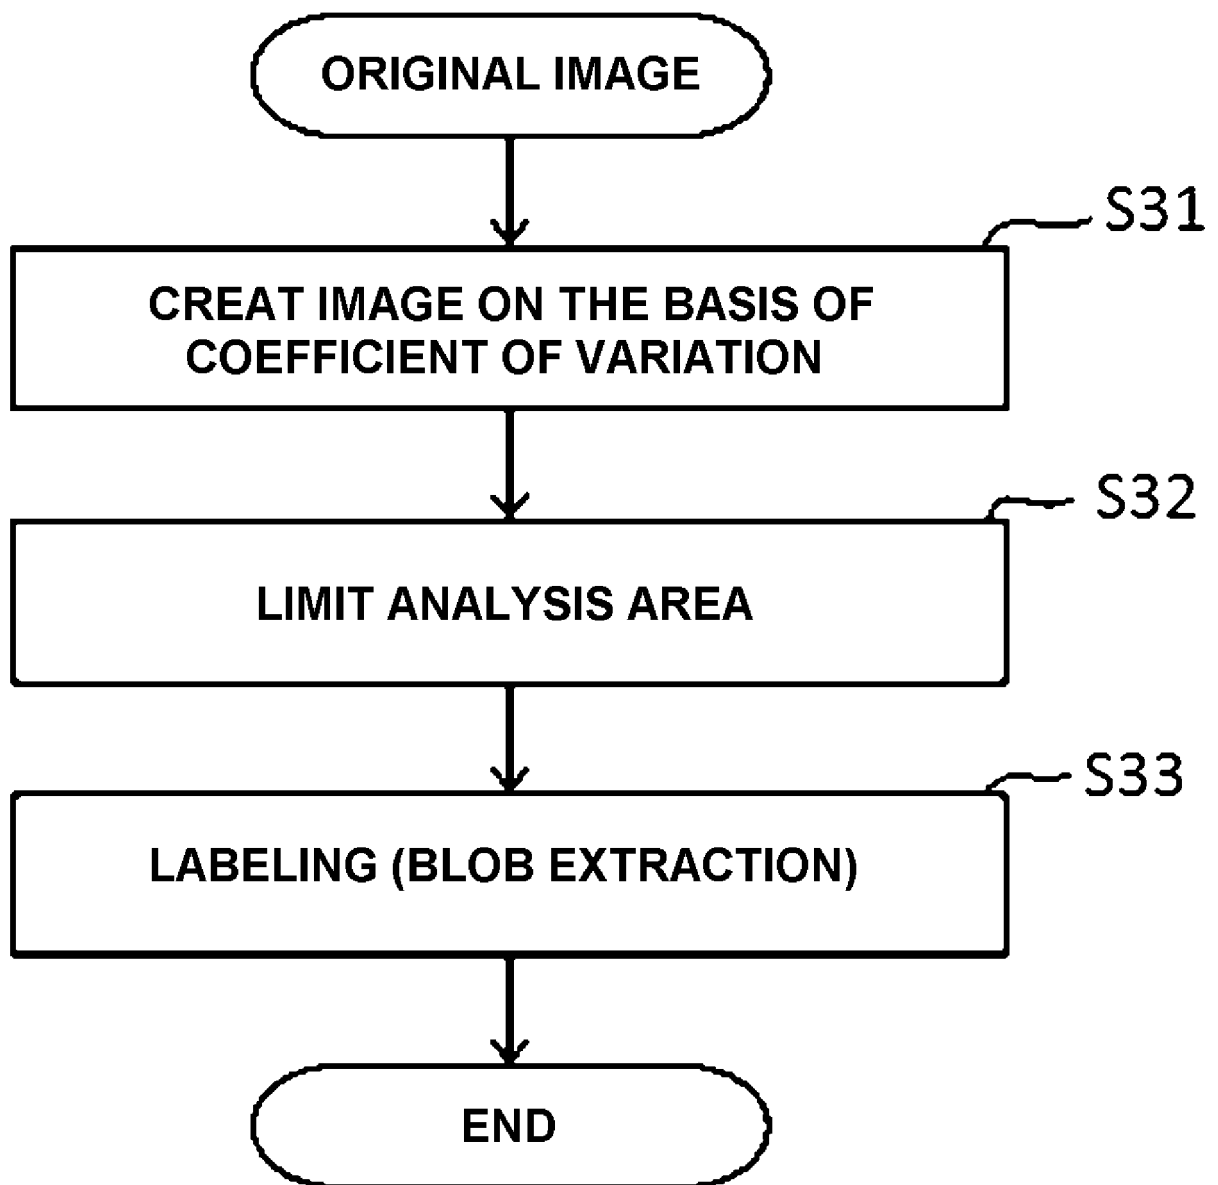 ORIGINAL IMAGE
S31
CREAT IMAGE ON THE BASIS OF
COEFFICIENT OF VARIATION
S32
LIMIT ANALYSIS AREA
S33
LABELING (BLOB EXTRACTION)
END